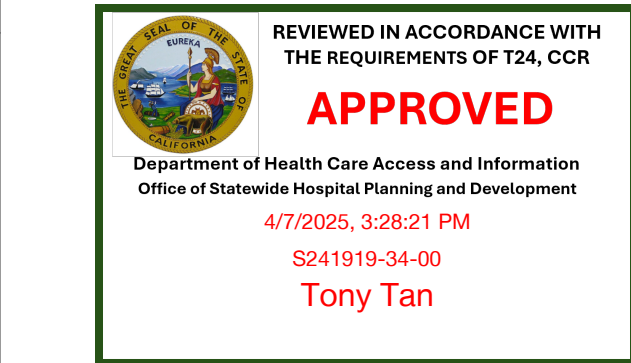 THE GREAT SEAL OF THE STATE OF CALIFORNIA
EUREKA
REVIEWED IN ACCORDANCE WITH
THE REQUIREMENTS OF T24, CCR
APPROVED
Department of Health Care Access and Information
Office of Statewide Hospital Planning and Development
4/7/2025, 3:28:21 PM
S241919-34-00
Tony Tan